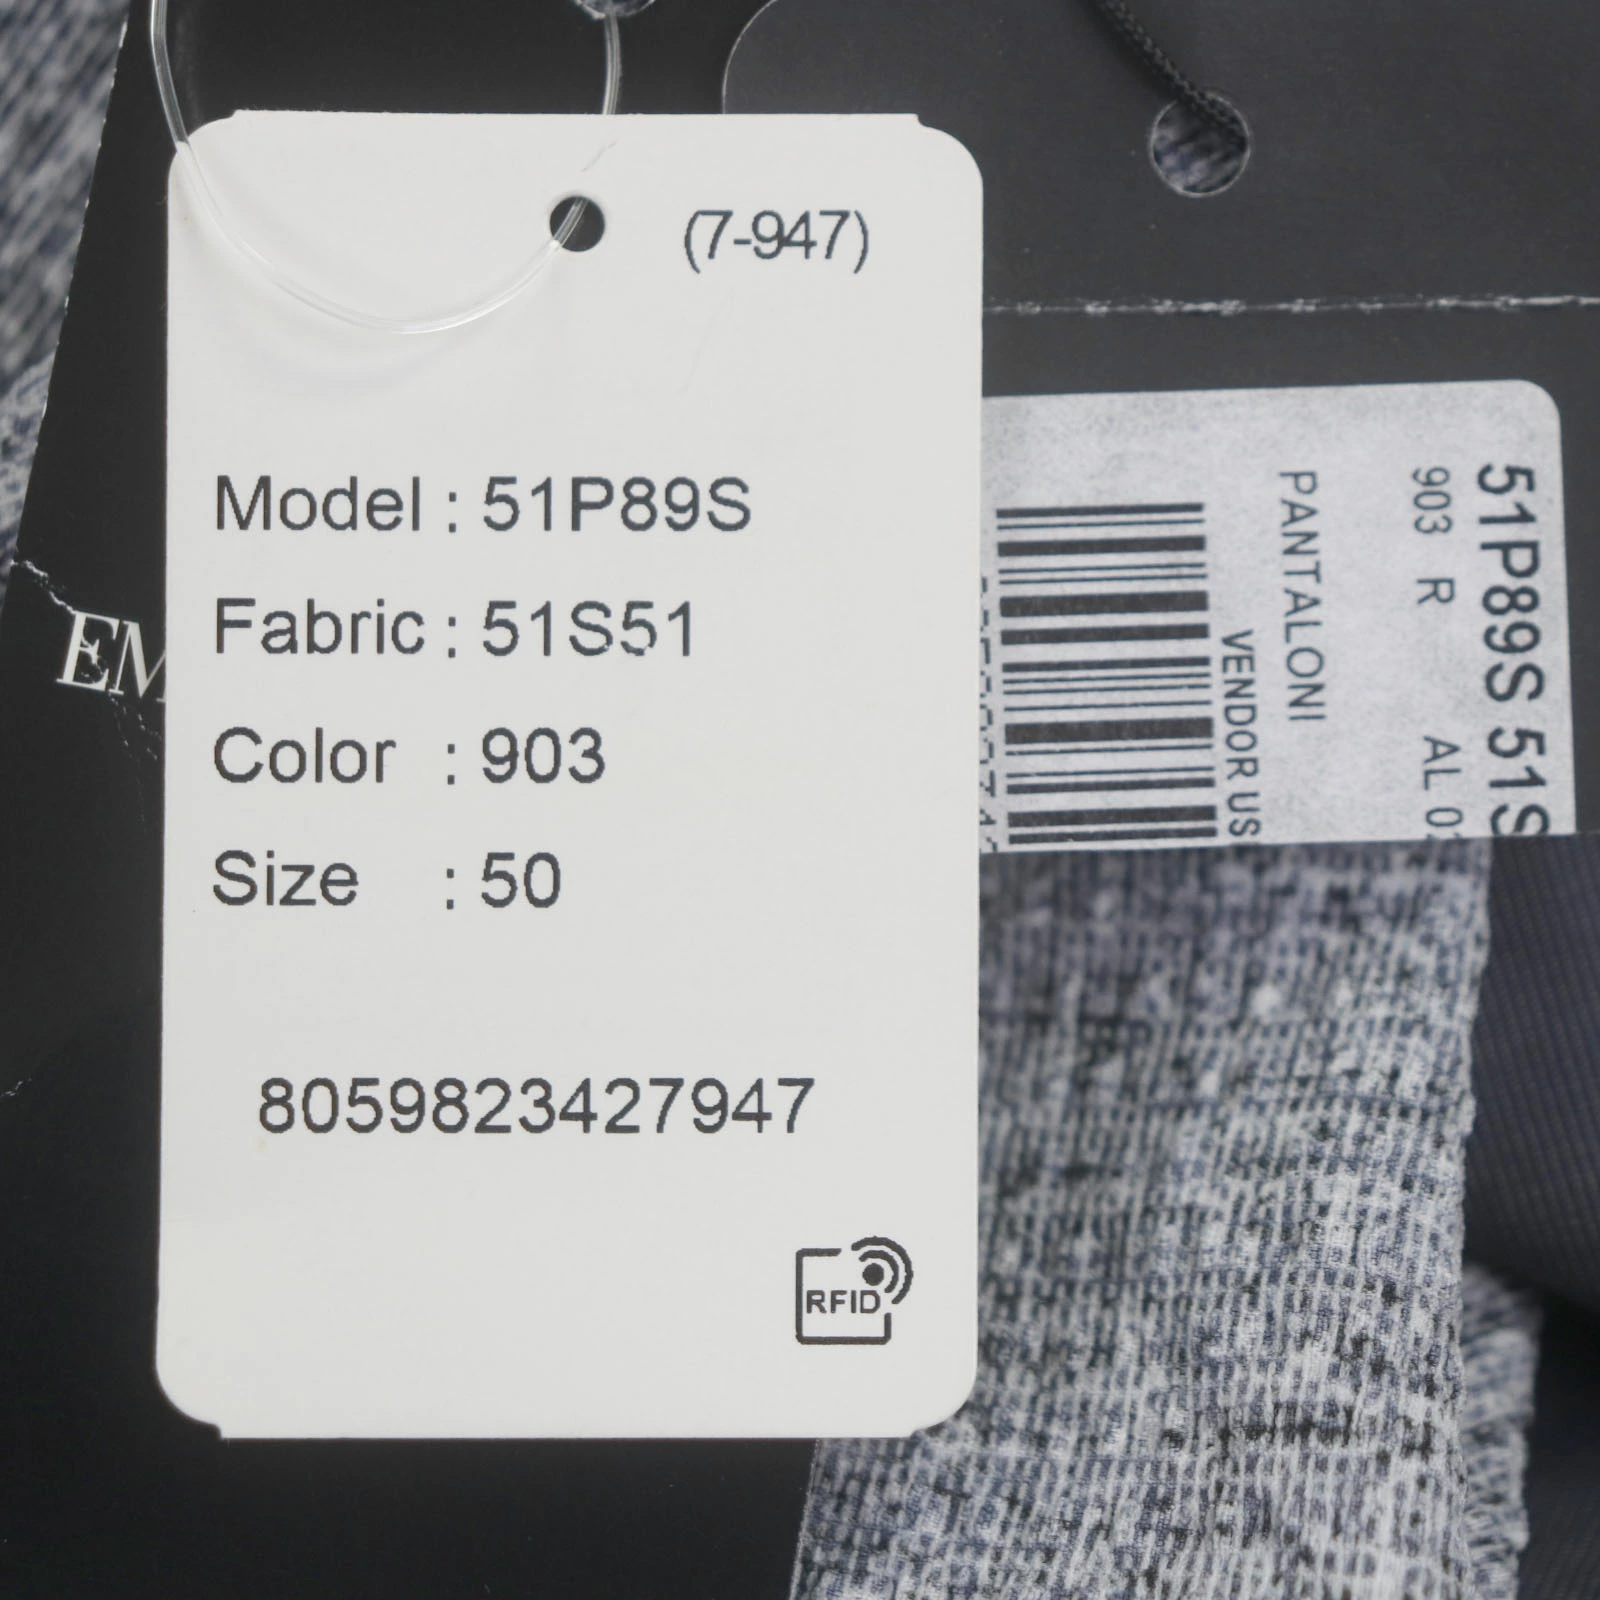 (7-947)
Model : 51P89S
Fabric : 51S51
Color : 903
Size : 50
8059823427947
RFID
EM
51P89S 51S
903 R AL
PANTALONI
VENDOR US